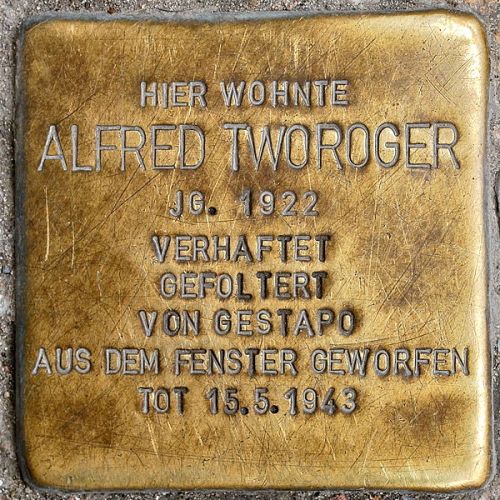 HIER WOHNTE
ALFRED TWOROGER
JG. 1922
VERHAFTET
GEFOLTERT
VON GESTAPO
AUS DEM FENSTER GEWORFEN
TOT 15.5.1943